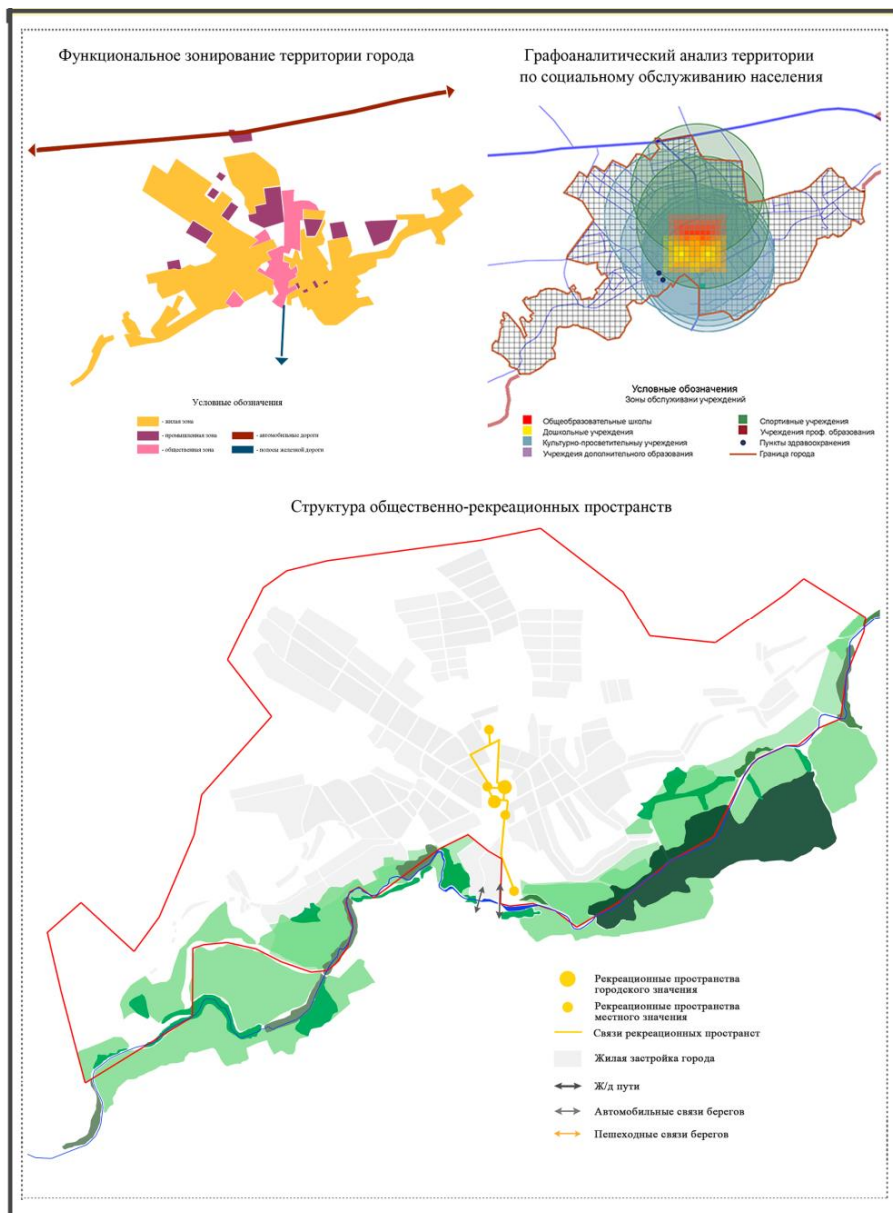 Функциональное зонирование территории города
Графоаналитический анализ территории
по социальному обслуживанию населения
Условные обозначения
- жилая зона
- промышленная зона
- общественная зона
- автомобильная дороги
- полоса железной дороги
Условные обозначения
Зоны обслуживани учреждений
Общеобразовательные школы
Дошкольные учреждения
Культурно-просветительныу учреждения
Учреждеия дополнительного образования
Спортивные учреждения
Учреждения проф. образования
Пункты здравоохранения
Граница города
Структура общественно-рекреационных пространств
Рекреационные пространства
городского значения
Рекреационные пространства
местного значения
Связи рекреационных пространст
Жилая застройка города
Ж/д пути
Автомобильные связи берегов
Пешеходные связи берегов